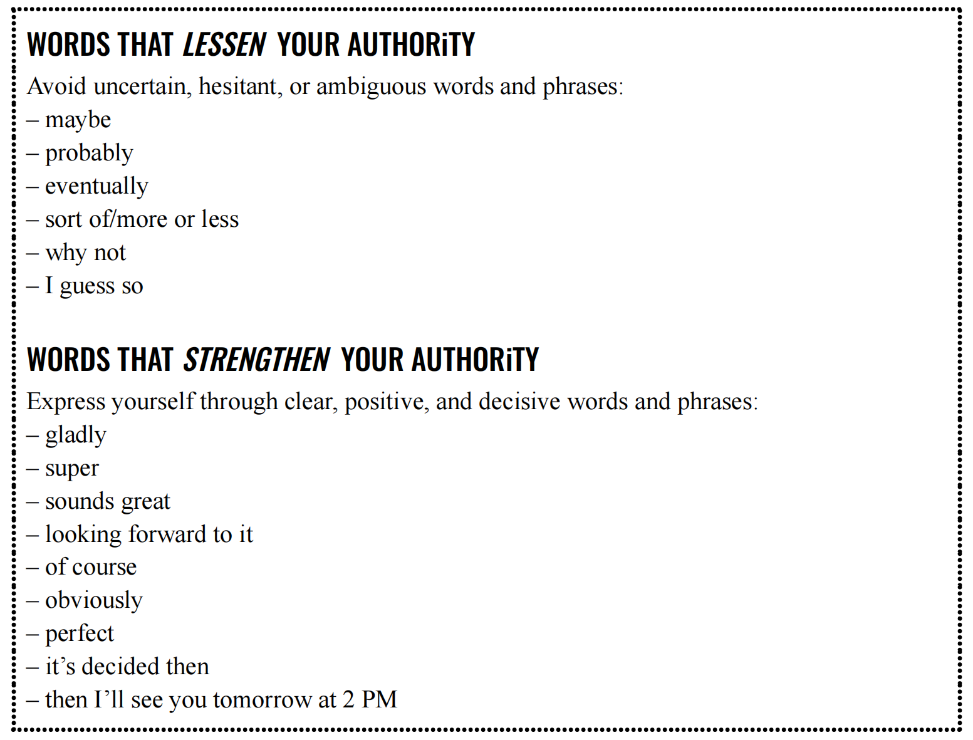 WORDS THAT LESSEN YOUR AUTHORiTY
Avoid uncertain, hesitant, or ambiguous words and phrases:
– maybe
– probably
– eventually
– sort of/more or less
– why not
– I guess so
WORDS THAT STRENGTHEN YOUR AUTHORiTY
Express yourself through clear, positive, and decisive words and phrases:
– gladly
– super
– sounds great
– looking forward to it
– of course
– obviously
– perfect
– it’s decided then
– then I’ll see you tomorrow at 2 PM